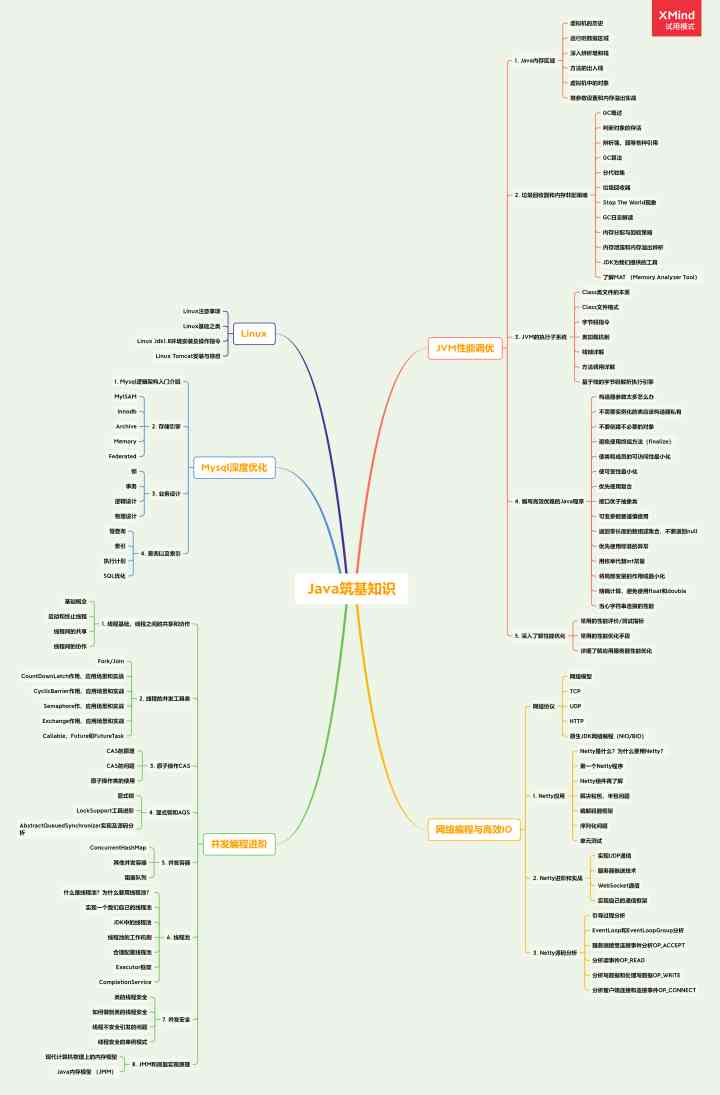 XMind
试用模式
Java筑基知识
JVM性能调优
1. Java内存区域
虚拟机的历史
运行时数据区域
深入辨析堆和栈
方法的出入栈
虚拟机中的对象
堆参数设置和内存溢出实战
2. 垃圾回收器和内存分配策略
GC概述
判断对象的存活
辨析强、弱等各种引用
GC算法
分代收集
垃圾回收器
Stop The World现象
GC日志解读
内存分配与回收策略
内存泄漏和内存溢出辨析
JDK为我们提供的工具
了解MAT （Memory Analyzer Tool）
3. JVM的执行子系统
Class类文件的本质
Class文件格式
字节码指令
类加载机制
栈帧详解
方法调用详解
基于栈的字节码解析执行引擎
4. 编写高效优雅的Java程序
构造器参数太多怎么办
不需要实例化的类应该构造器私有
不要创建不必要的对象
避免使用终结方法（finalize）
使类和成员的可访问性最小化
使可变性最小化
优先使用复合
接口优于抽象类
可变参数要谨慎使用
返回零长度的数组或集合，不要返回null
优先使用标准的异常
用枚举代替int常量
将局部变量的作用域最小化
精确计算，避免使用float和double
当心字符串连接的性能
5. 深入了解性能优化
常用的性能评价/测试指标
常用的性能优化手段
详细了解应用服务器性能优化
网络编程与高效IO
网络协议
网络模型
TCP
UDP
HTTP
原生JDK网络编程（NIO/BIO）
1. Netty应用
Netty是什么？为什么要用Netty？
第一个Netty程序
Netty组件再了解
解决粘包、半包问题
编解码器框架
序列化问题
单元测试
2. Netty进阶和实战
实现UDP通信
服务器推送技术
WebSocket通信
实现自己的通信框架
3. Netty源码分析
引导过程分析
EventLoop和EventLoopGroup分析
服务端接受连接事件分析OP_ACCEPT
分析读事件OP_READ
分析写数据和处理写数据OP_WRITE
分析客户端连接和连接事件OP_CONNECT
Linux
Linux注意事项
Linux基础之类
Linux Jdk1.8环境安装及操作指令
Linux Tomcat安装与停启
Mysql深度优化
1. Mysql逻辑架构入门介绍
2. 存储引擎
MyISAM
Innodb
Archive
Memory
Federated
3. 业务设计
锁
事务
逻辑设计
物理设计
4. 查询以及索引
慢查询
索引
执行计划
SQL优化
并发编程进阶
1. 线程基础、线程之间的共享和协作
基础概念
启动和终止线程
线程间的共享
线程间的协作
2. 线程的并发工具类
Fork/Join
CountDownLatch作用、应用场景和实战
CyclicBarrier作用、应用场景和实战
Semaphore作、应用场景和实战
Exchange作用、应用场景和实战
Callable、Future和FutureTask
3. 原子操作CAS
CAS的原理
CAS的问题
原子操作类的使用
4. 显式锁和AQS
显式锁
LockSupport工具进阶
AbstractQueuedSynchronizer实现及源码分
析
5. 并发容器
ConcurrentHashMap
其他并发容器
阻塞队列
6. 线程池
什么是线程池？为什么要用线程池？
实现一个我们自己的线程池
JDK中的线程池
线程池的工作机制
合理配置线程池
Executor框架
CompletionService
7. 并发安全
类的线程安全
如何做到类的线程安全
线程不安全引发的问题
线程安全的单例模式
8. JMM和底层实现原理
现代计算机物理上的内存模型
Java内存模型 （JMM）